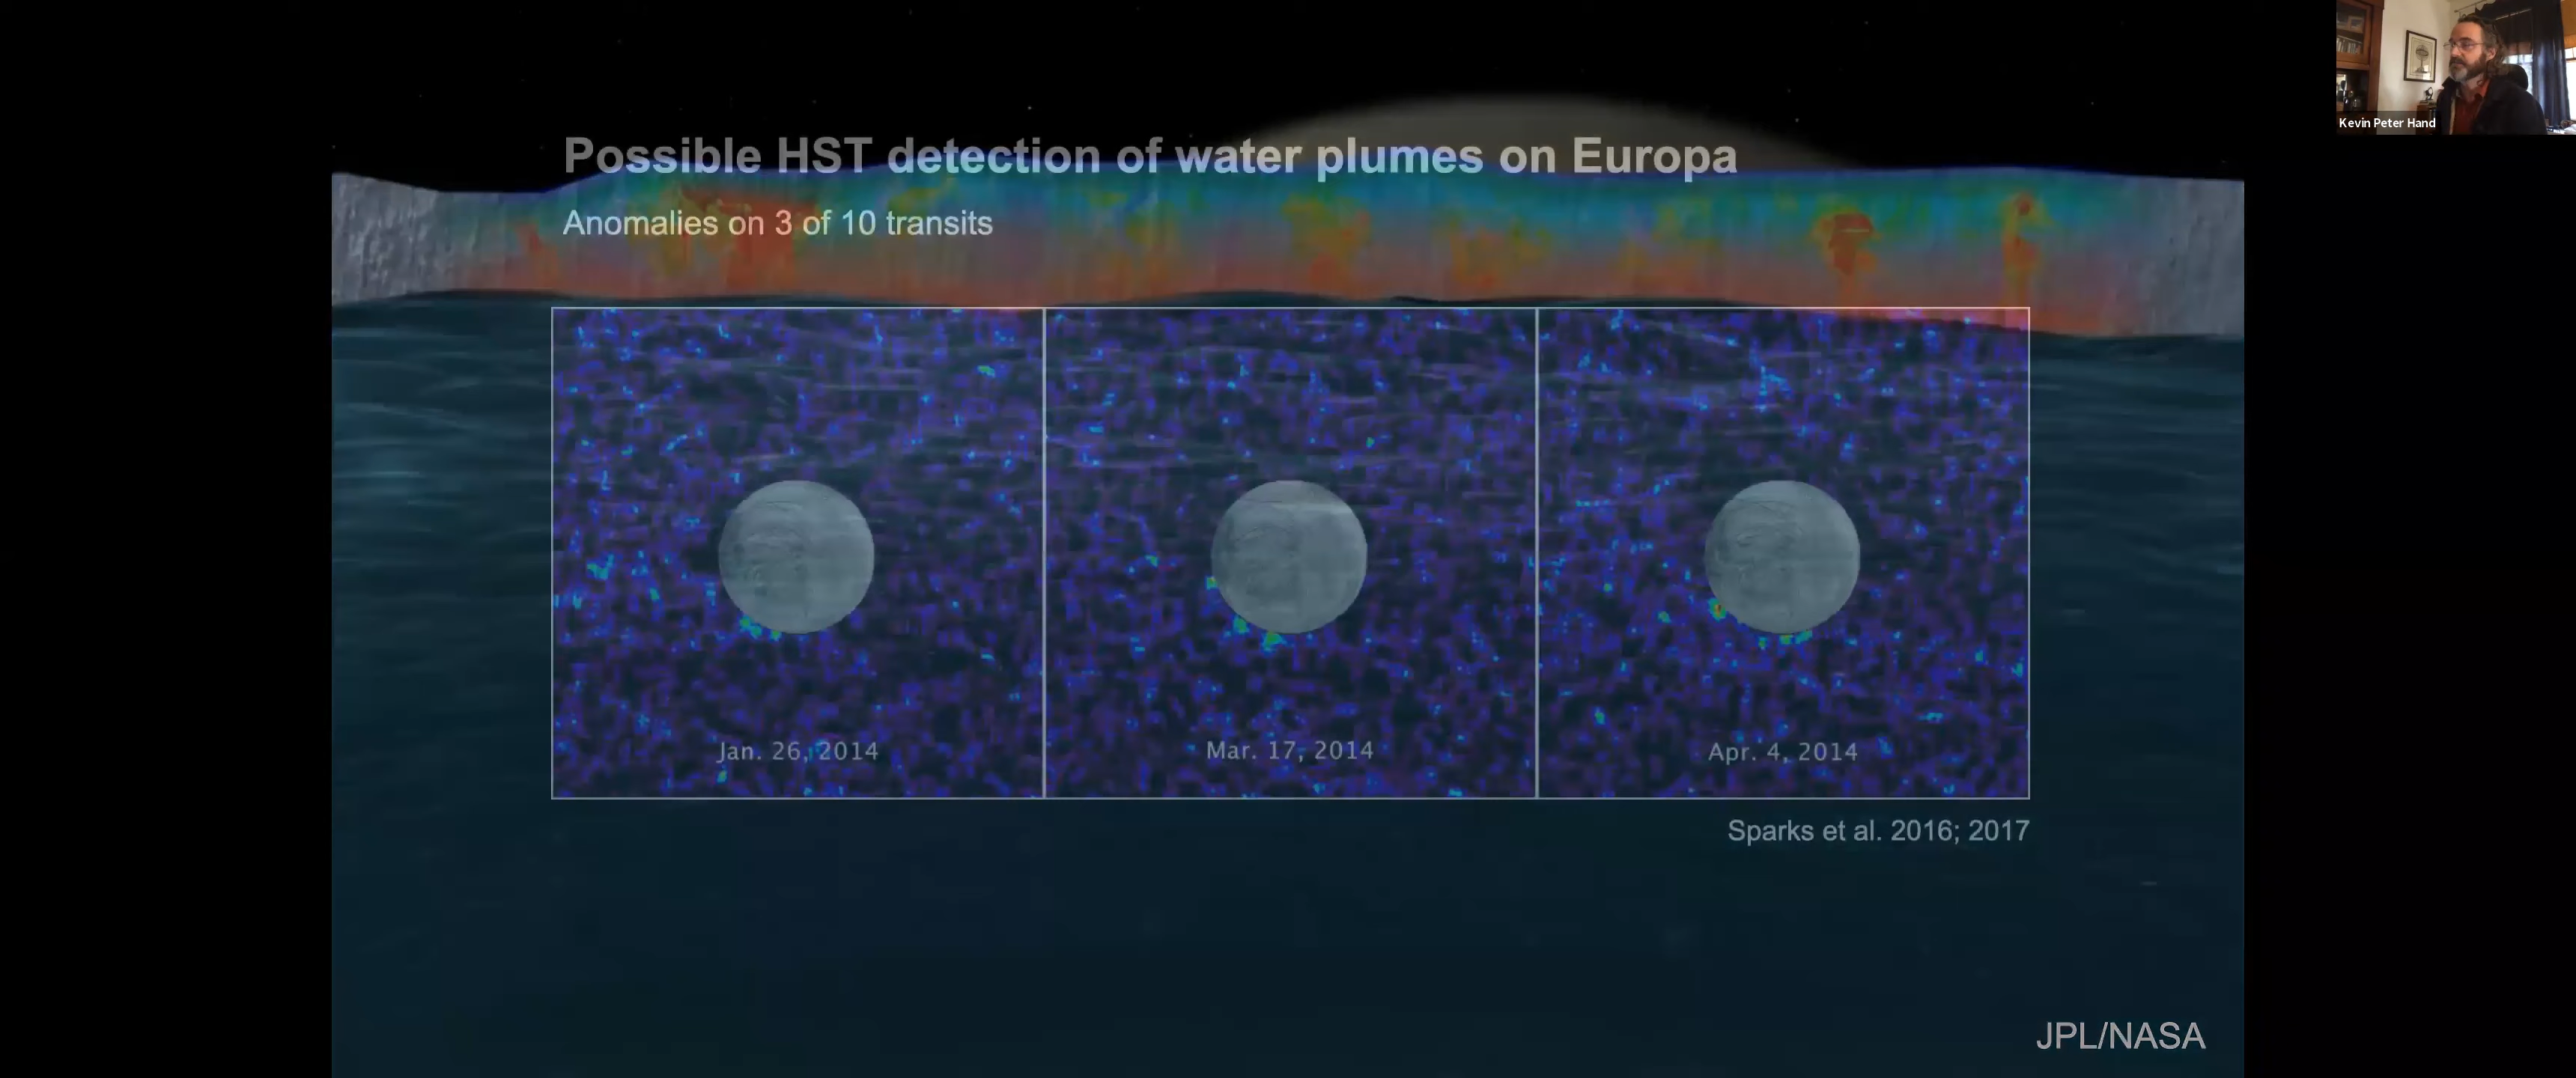 Kevin Peter Hand
Possible HST detection of water plumes on Europa
Anomalies on 3 of 10 transits
Jan. 26, 2014
Mar. 17, 2014
Apr. 4, 2014
Sparks et al. 2016; 2017
JPL/NASA